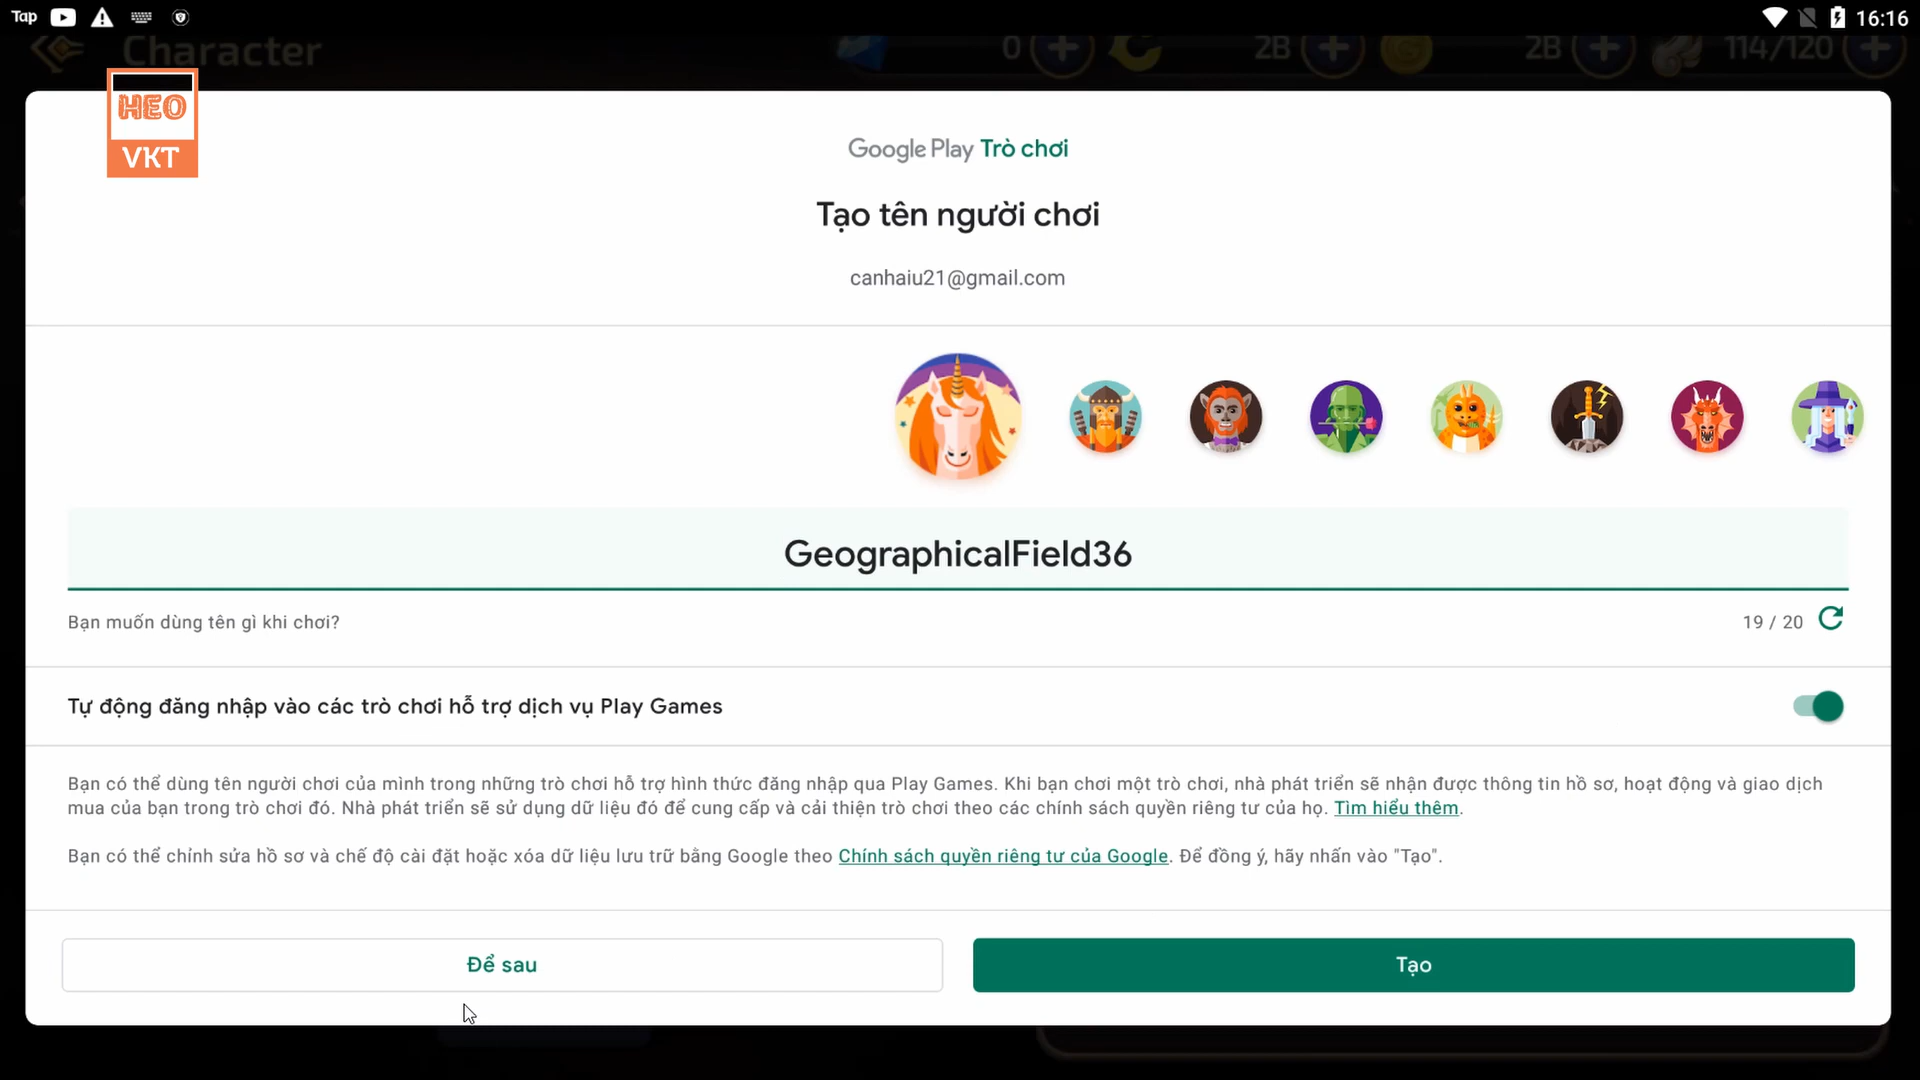 Tap
16:16
Character
0
2B
2B
114/120
HEO
VKT
Google Play Trò chơi
Tạo tên người chơi
canhaiu21@gmail.com
GeographicalField36
Bạn muốn dùng tên gì khi chơi?
19 / 20
Tự động đăng nhập vào các trò chơi hỗ trợ dịch vụ Play Games
Bạn có thể dùng tên người chơi của mình trong những trò chơi hỗ trợ hình thức đăng nhập qua Play Games. Khi bạn chơi một trò chơi, nhà phát triển sẽ nhận được thông tin hồ sơ, hoạt động và giao dịch
mua của bạn trong trò chơi đó. Nhà phát triển sẽ sử dụng dữ liệu đó để cung cấp và cải thiện trò chơi theo các chính sách quyền riêng tư của họ. Tìm hiểu thêm.
Bạn có thể chỉnh sửa hồ sơ và chế độ cài đặt hoặc xóa dữ liệu lưu trữ bằng Google theo Chính sách quyền riêng tư của Google. Để đồng ý, hãy nhấn vào "Tạo".
Để sau
Tạo